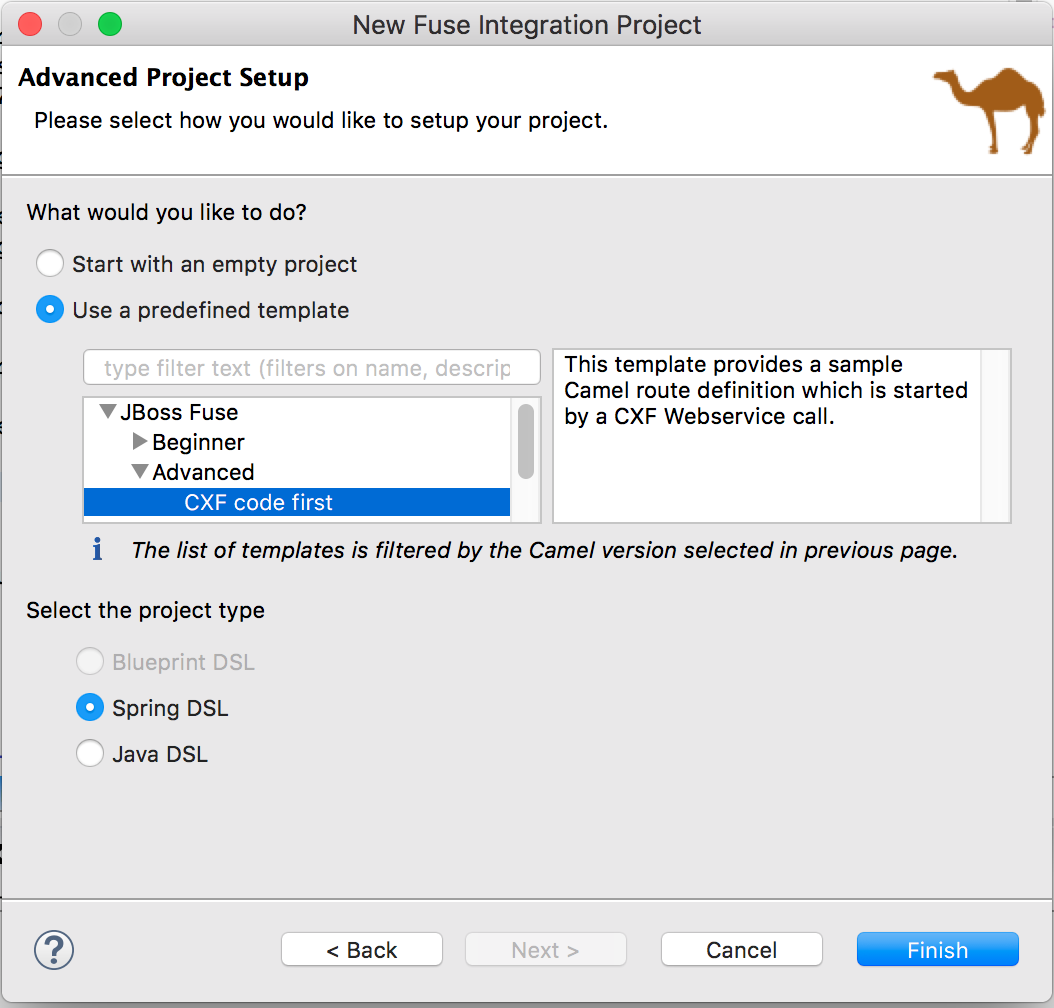 New Fuse Integration Project
Advanced Project Setup
Please select how you would like to setup your project.
What would you like to do?
Start with an empty project
Use a predefined template
type filter text (filters on name, descrip
JBoss Fuse
Beginner
Advanced
CXF code first
This template provides a sample
Camel route definition which is started
by a CXF Webservice call.
The list of templates is filtered by the Camel version selected in previous page.
Select the project type
Blueprint DSL
Spring DSL
Java DSL
?
< Back
Next >
Cancel
Finish